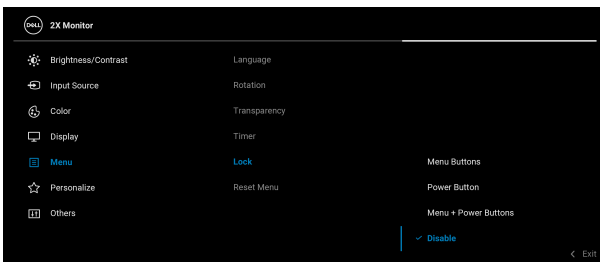 DELL 2X Monitor
Brightness/Contrast Language
Input Source Rotation
Color Transparency
Display Timer
Menu Lock Menu Buttons
Personalize Reset Menu Power Button
Others Menu + Power Buttons
Disable
Exit